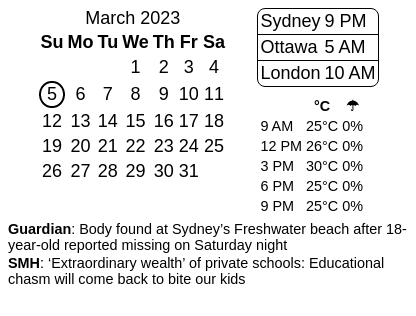 March 2023
Su Mo Tu We Th Fr Sa
1 2 3 4
5 6 7 8 9 10 11
12 13 14 15 16 17 18
19 20 21 22 23 24 25
26 27 28 29 30 31
Sydney 9 PM
Ottawa 5 AM
London 10 AM
°C ☂
9 AM 25°C 0%
12 PM 26°C 0%
3 PM 30°C 0%
6 PM 25°C 0%
9 PM 25°C 0%
Guardian: Body found at Sydney’s Freshwater beach after 18-
year-old reported missing on Saturday night
SMH: ‘Extraordinary wealth’ of private schools: Educational
chasm will come back to bite our kids